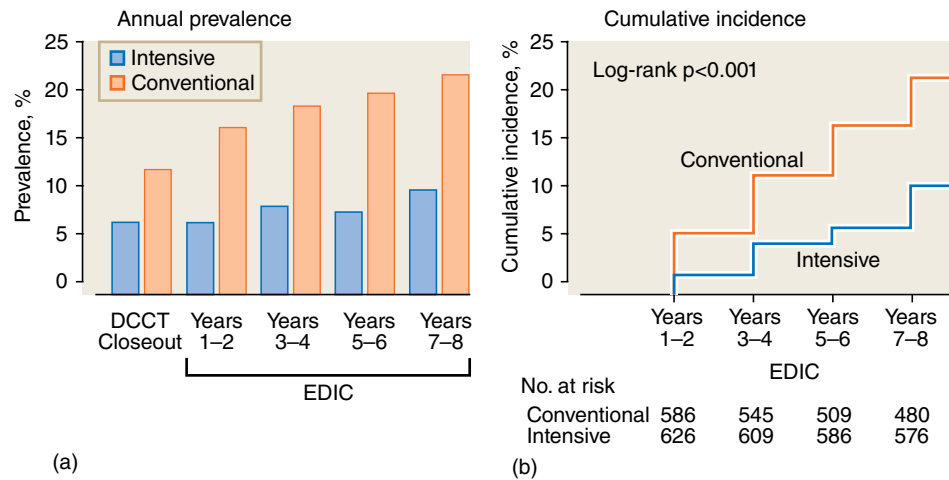 Annual prevalence
25
20
15
10
5
0
Prevalence, %
Intensive
Conventional
DCCT Closeout
Years 1–2
Years 3–4
Years 5–6
Years 7–8
EDIC
(a)
Cumulative incidence
25
20
15
10
5
0
Cumulative incidence, %
Log-rank p<0.001
Conventional
Intensive
Years 1–2
Years 3–4
Years 5–6
Years 7–8
EDIC
No. at risk
Conventional 586 545 509 480
Intensive 626 609 586 576
(b)